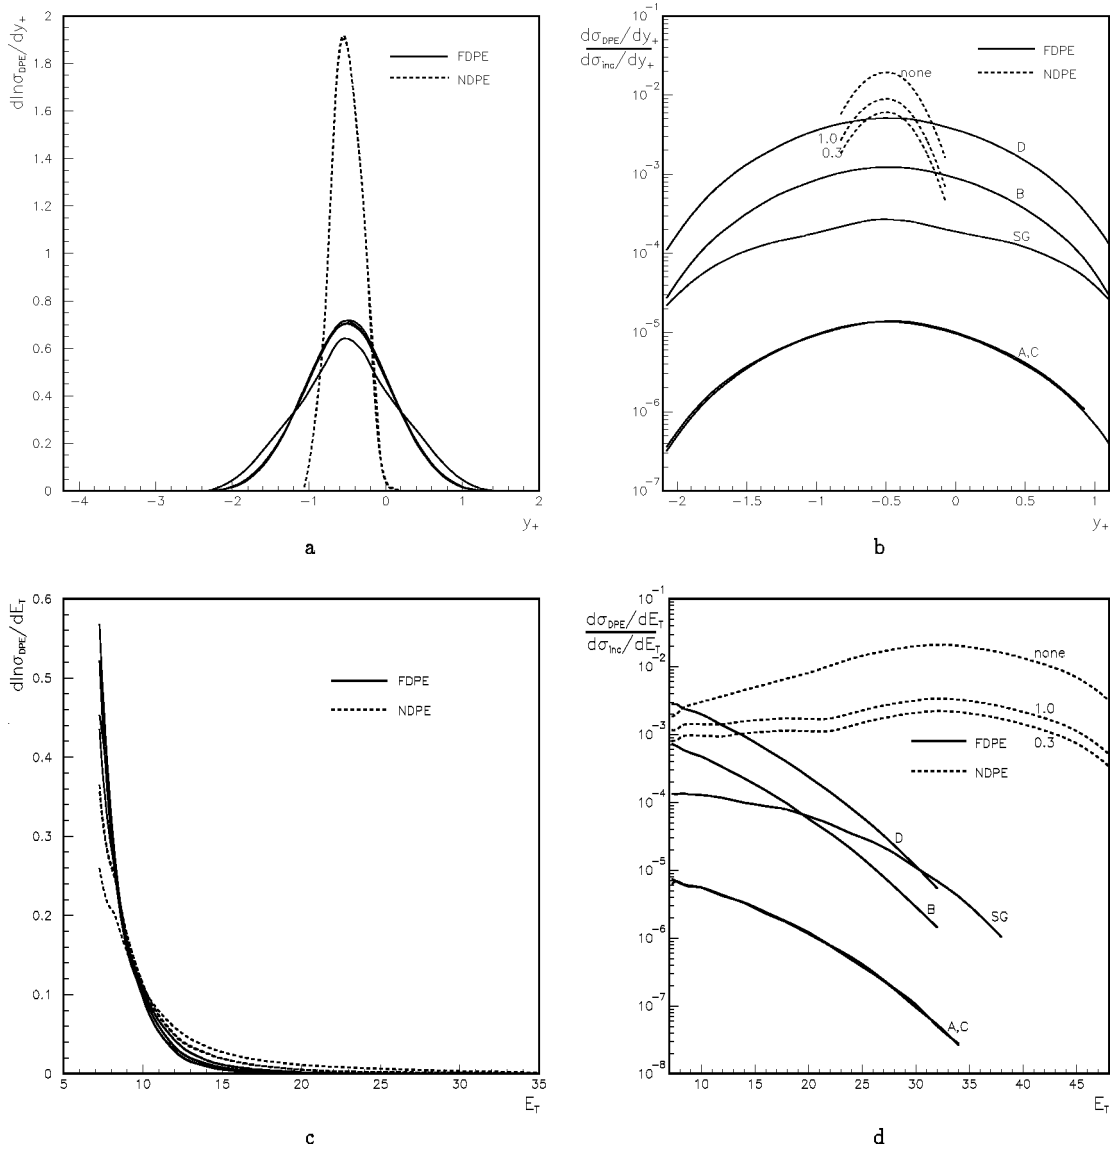 dlnσ_DPE/dy₊
2
1.8
1.6
1.4
1.2
1
0.8
0.6
0.4
0.2
0
FDPE
NDPE
−4
−3
−2
−1
0
1
2
y₊
a
dσ_DPE/dy₊
dσ_inc/dy₊
10⁻¹
10⁻²
10⁻³
10⁻⁴
10⁻⁵
10⁻⁶
10⁻⁷
FDPE
NDPE
none
1.0
0.3
D
B
SG
A,C
−2
−1.5
−1
−0.5
0
0.5
1
y₊
b
dlnσ_DPE/dE_T
0.6
0.5
0.4
0.3
0.2
0.1
0
FDPE
NDPE
5
10
15
20
25
30
35
E_T
c
dσ_DPE/dE_T
dσ_inc/dE_T
10⁻¹
10⁻²
10⁻³
10⁻⁴
10⁻⁵
10⁻⁶
10⁻⁷
10⁻⁸
none
1.0
0.3
FDPE
NDPE
D
B
SG
A,C
10
15
20
25
30
35
40
45
E_T
d